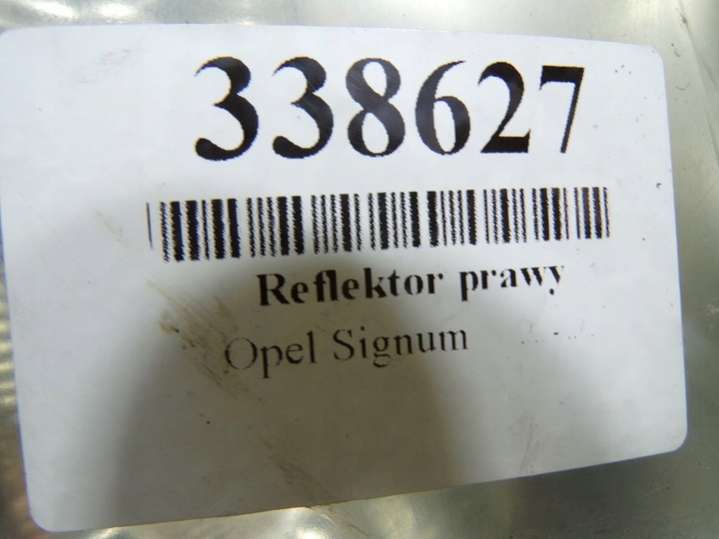 338627
Reflektor prawy
Opel Signum